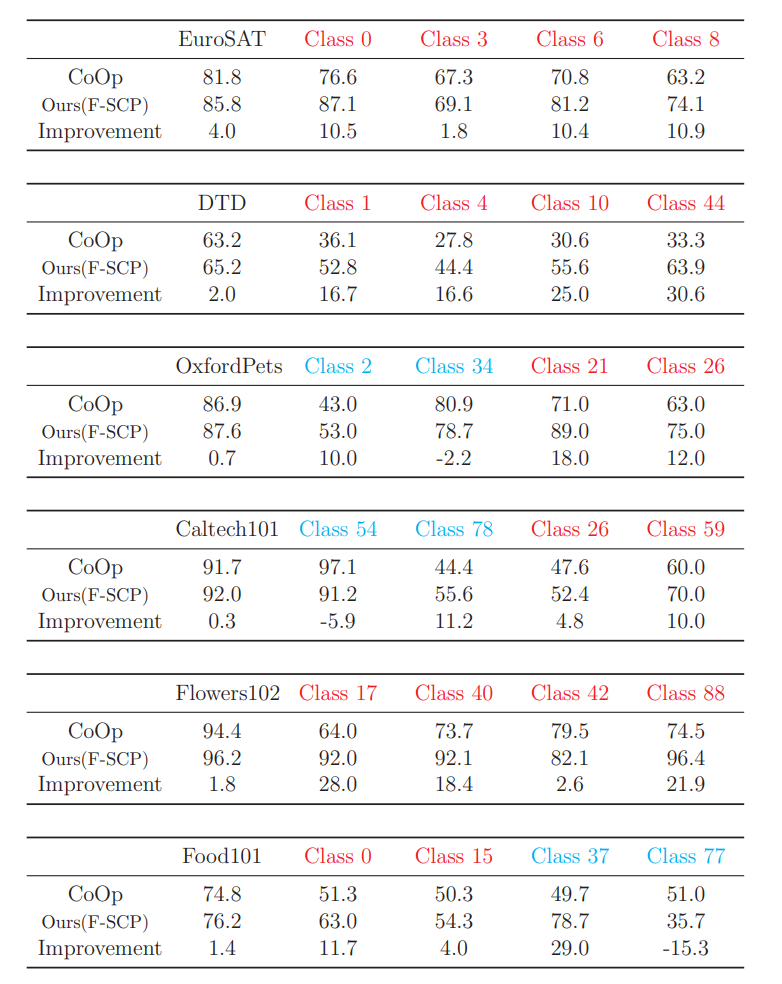 EuroSAT Class 0 Class 3 Class 6 Class 8
CoOp 81.8 76.6 67.3 70.8 63.2
Ours(F-SCP) 85.8 87.1 69.1 81.2 74.1
Improvement 4.0 10.5 1.8 10.4 10.9
DTD Class 1 Class 4 Class 10 Class 44
CoOp 63.2 36.1 27.8 30.6 33.3
Ours(F-SCP) 65.2 52.8 44.4 55.6 63.9
Improvement 2.0 16.7 16.6 25.0 30.6
OxfordPets Class 2 Class 34 Class 21 Class 26
CoOp 86.9 43.0 80.9 71.0 63.0
Ours(F-SCP) 87.6 53.0 78.7 89.0 75.0
Improvement 0.7 10.0 -2.2 18.0 12.0
Caltech101 Class 54 Class 78 Class 26 Class 59
CoOp 91.7 97.1 44.4 47.6 60.0
Ours(F-SCP) 92.0 91.2 55.6 52.4 70.0
Improvement 0.3 -5.9 11.2 4.8 10.0
Flowers102 Class 17 Class 40 Class 42 Class 88
CoOp 94.4 64.0 73.7 79.5 74.5
Ours(F-SCP) 96.2 92.0 92.1 82.1 96.4
Improvement 1.8 28.0 18.4 2.6 21.9
Food101 Class 0 Class 15 Class 37 Class 77
CoOp 74.8 51.3 50.3 49.7 51.0
Ours(F-SCP) 76.2 63.0 54.3 78.7 35.7
Improvement 1.4 11.7 4.0 29.0 -15.3